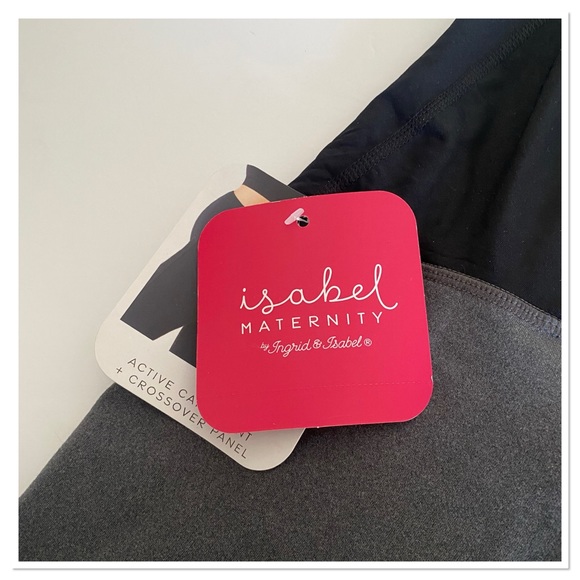 isabel
MATERNITY
by Ingrid & Isabel ®
ACTIVE
+ CROSSOVER PANEL